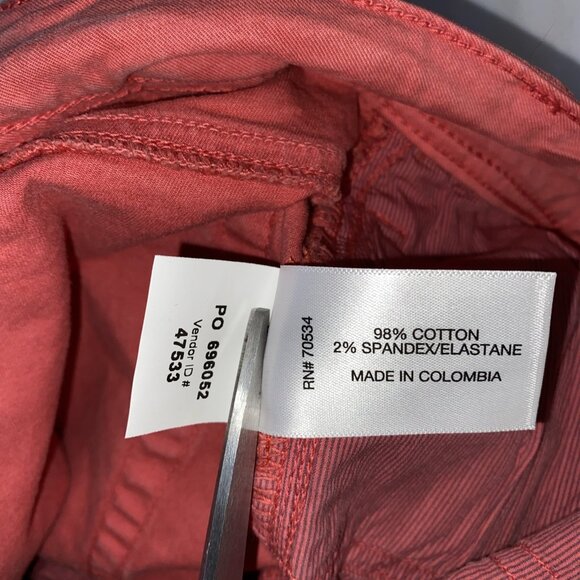 PO 696052
Vendor ID #
47533
RN# 70534
98% COTTON
2% SPANDEX/ELASTANE
MADE IN COLOMBIA